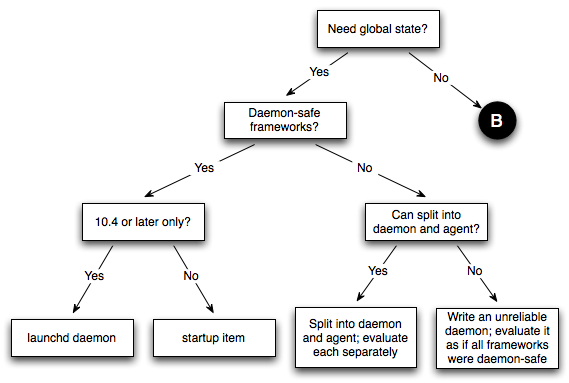 Need global state?
Yes
No
Daemon-safe
frameworks?
B
Yes
No
10.4 or later only?
Can split into
daemon and agent?
Yes
No
Yes
No
launchd daemon
startup item
Split into daemon
and agent; evaluate
each separately
Write an unreliable
daemon; evaluate it
as if all frameworks
were daemon-safe